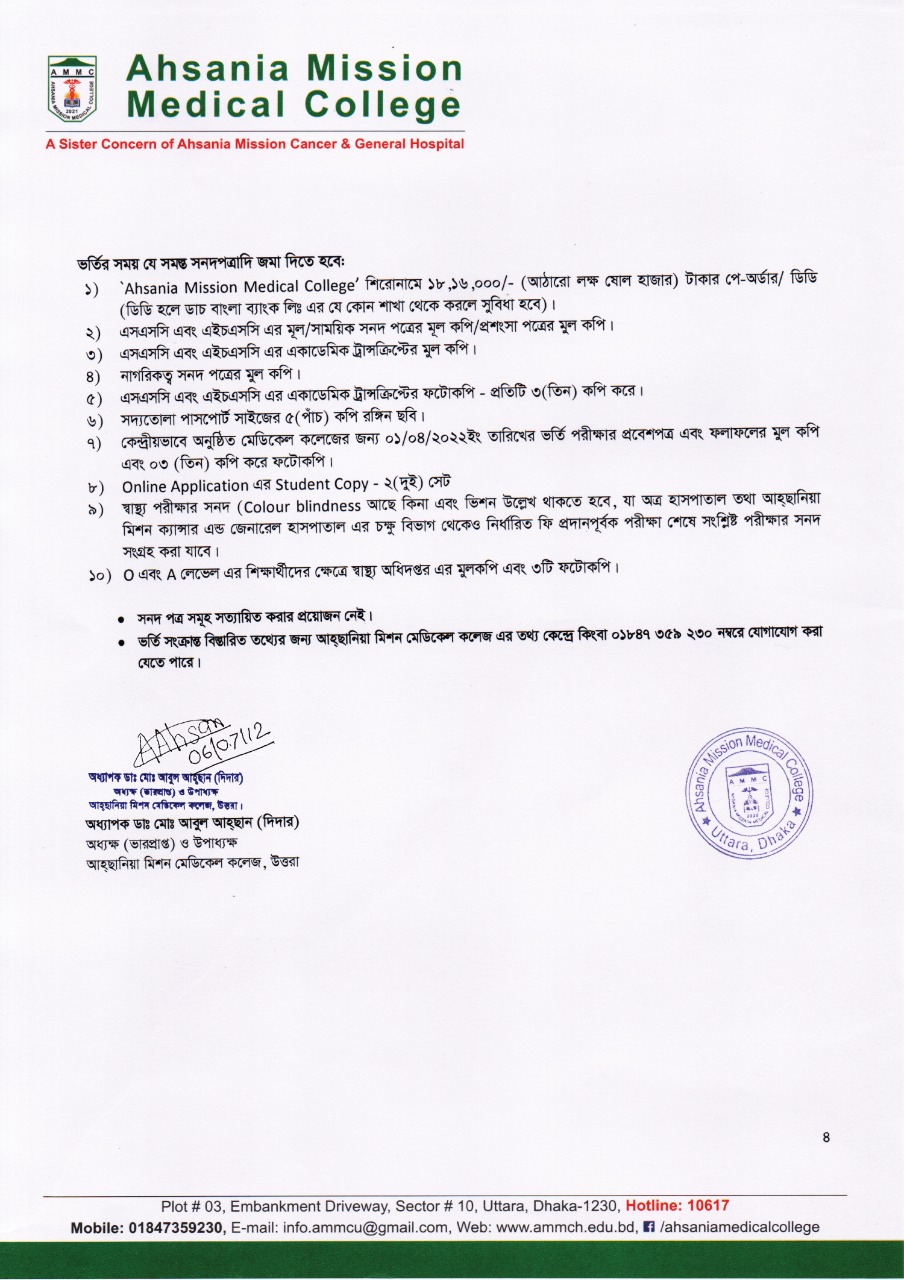 AMMC
AHSANIA MISSION MEDICAL COLLEGE
2021
Ahsania Mission
Medical College
A Sister Concern of Ahsania Mission Cancer & General Hospital
ভর্তির সময় যে সমস্ত সনদপত্রাদি জমা দিতে হবে:
১) `Ahsania Mission Medical College’ শিরোনামে ১৮,১৬,০০০/- (আঠারো লক্ষ ষোল হাজার) টাকার পে-অর্ডার/ ডিডি
(ডিডি হলে ডাচ বাংলা ব্যাংক লিঃ এর যে কোন শাখা থেকে করলে সুবিধা হবে)।
২) এসএসসি এবং এইচএসসি এর মূল/সাময়িক সনদ পত্রের মূল কপি/প্রশংসা পত্রের মুল কপি।
৩) এসএসসি এবং এইচএসসি এর একাডেমিক ট্রান্সক্রিপ্টের মুল কপি।
৪) নাগরিকত্ব সনদ পত্রের মুল কপি।
৫) এসএসসি এবং এইচএসসি এর একাডেমিক ট্রান্সক্রিপ্টের ফটোকপি - প্রতিটি ৩(তিন) কপি করে।
৬) সদ্যতোলা পাসপোর্ট সাইজের ৫(পাঁচ) কপি রঙ্গিন ছবি।
৭) কেন্দ্রীয়ভাবে অনুষ্ঠিত মেডিকেল কলেজের জন্য ০১/০৪/২০২২ইং তারিখের ভর্তি পরীক্ষার প্রবেশপত্র এবং ফলাফলের মুল কপি
এবং ০৩ (তিন) কপি করে ফটোকপি।
৮) Online Application এর Student Copy - ২(দুই) সেট
৯) স্বাস্থ্য পরীক্ষার সনদ (Colour blindness আছে কিনা এবং ভিশন উল্লেখ থাকতে হবে, যা অত্র হাসপাতাল তথা আহ্ছানিয়া
মিশন ক্যান্সার এন্ড জেনারেল হাসপাতাল এর চক্ষু বিভাগ থেকেও নির্ধারিত ফি প্রদানপূর্বক পরীক্ষা শেষে সংশ্লিষ্ট পরীক্ষার সনদ
সংগ্রহ করা যাবে।
১০) O এবং A লেভেল এর শিক্ষার্থীদের ক্ষেত্রে স্বাস্থ্য অধিদপ্তর এর মুলকপি এবং ৩টি ফটোকপি।
• সনদ পত্র সমূহ সত্যায়িত করার প্রয়োজন নেই।
• ভর্তি সংক্রান্ত বিস্তারিত তথ্যের জন্য আহ্ছানিয়া মিশন মেডিকেল কলেজ এর তথ্য কেন্দ্রে কিংবা ০১৮৪৭ ৩৫৯ ২৩০ নম্বরে যোগাযোগ করা
যেতে পারে।
AAhsan
06/07/12
অধ্যাপক ডাঃ মোঃ আবুল আহ্ছান (দিদার)
অধ্যক্ষ (ভারপ্রাপ্ত) ও উপাধ্যক্ষ
আহ্ছানিয়া মিশন মেডিকেল কলেজ, উত্তরা।
অধ্যাপক ডাঃ মোঃ আবুল আহ্ছান (দিদার)
অধ্যক্ষ (ভারপ্রাপ্ত) ও উপাধ্যক্ষ
আহ্ছানিয়া মিশন মেডিকেল কলেজ, উত্তরা
Ahsania Mission Medical College
AMMC
★ Uttara, Dhaka ★
8
Plot # 03, Embankment Driveway, Sector # 10, Uttara, Dhaka-1230, Hotline: 10617
Mobile: 01847359230, E-mail: info.ammcu@gmail.com, Web: www.ammch.edu.bd, /ahsaniamedicalcollege